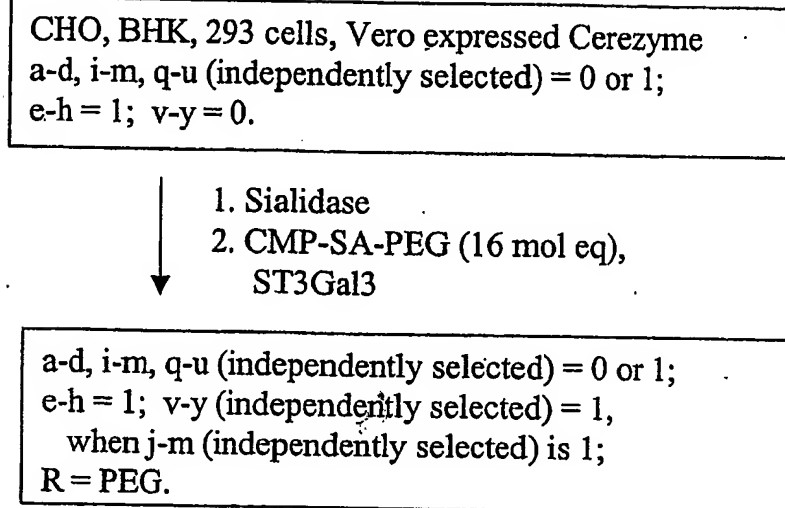 CHO, BHK, 293 cells, Vero expressed Cerezyme
a-d, i-m, q-u (independently selected) = 0 or 1;
e-h = 1; v-y = 0.
1. Sialidase
2. CMP-SA-PEG (16 mol eq),
ST3Gal3
a-d, i-m, q-u (independently selected) = 0 or 1;
e-h = 1; v-y (independently selected) = 1,
when j-m (independently selected) is 1;
R = PEG.